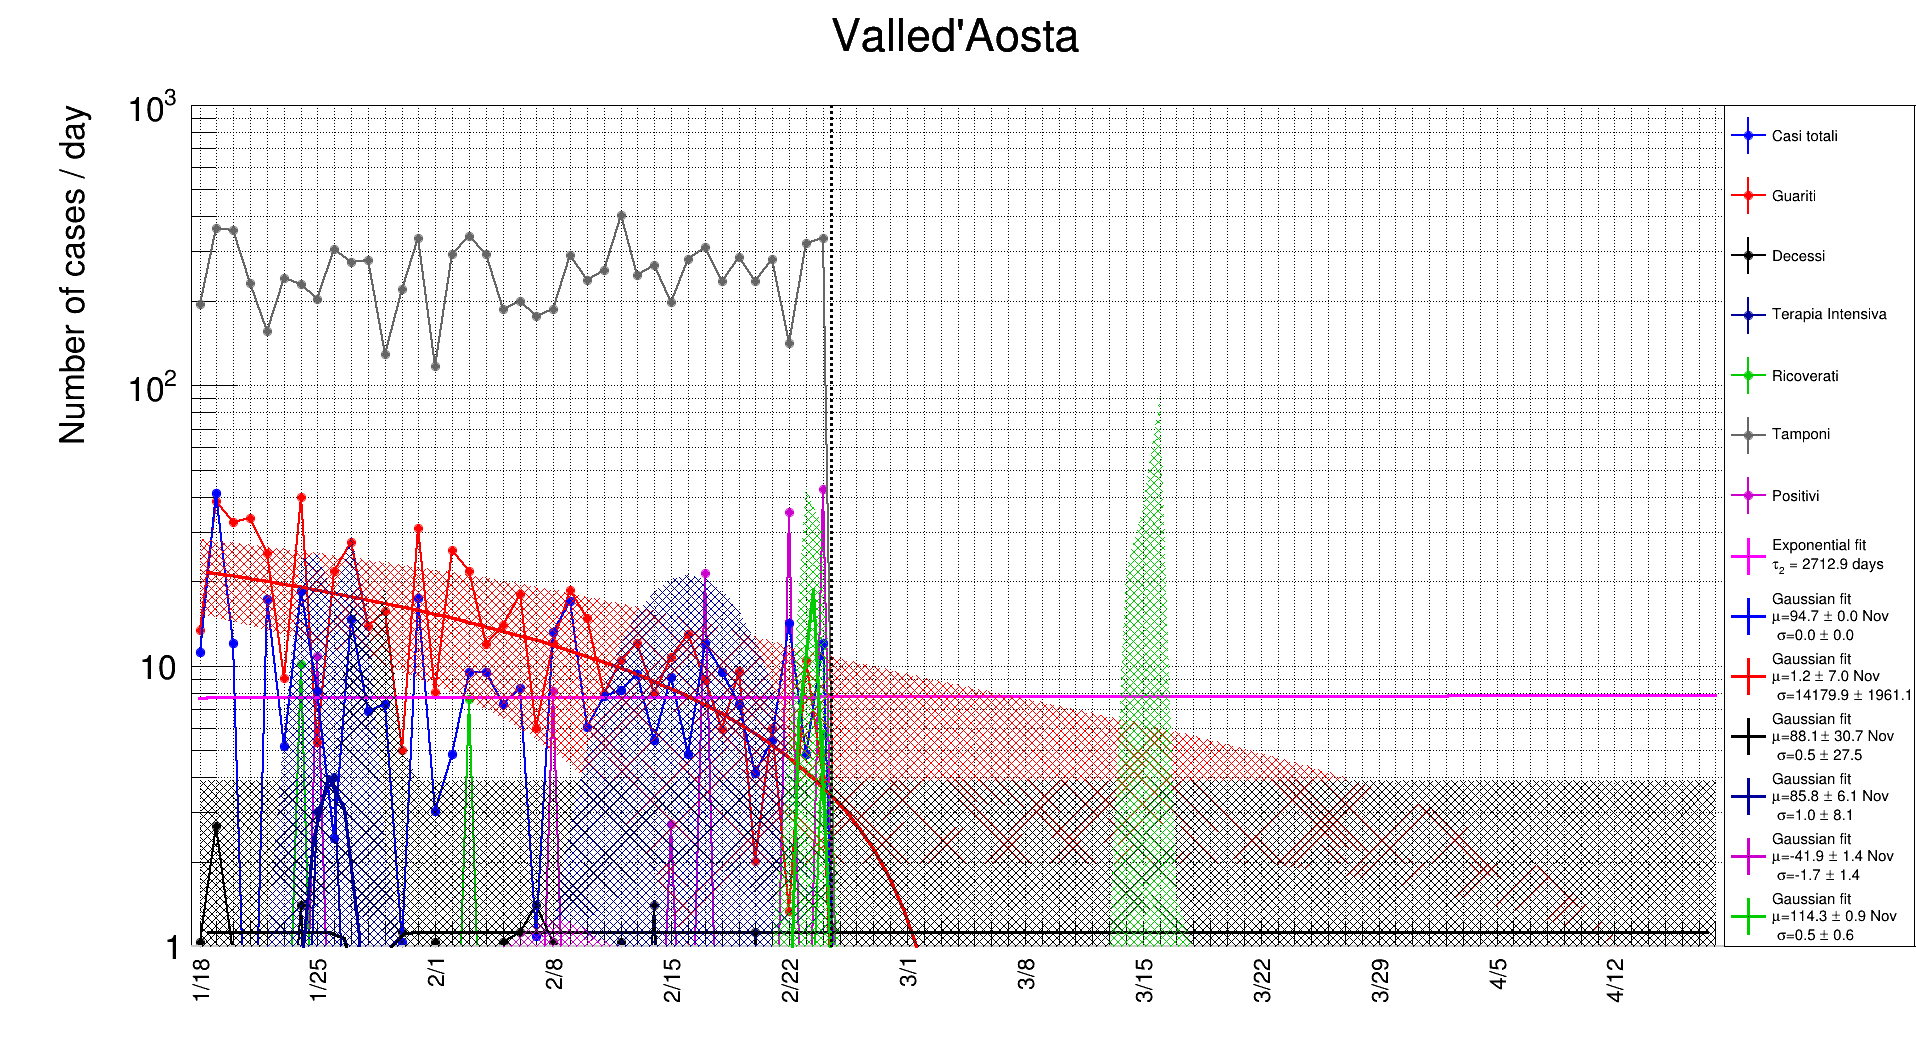 Valled'Aosta
Number of cases / day
10³
10²
10
1
1/18
1/25
2/1
2/8
2/15
2/22
3/1
3/8
3/15
3/22
3/29
4/5
4/12
Casi totali
Guariti
Decessi
Terapia Intensiva
Ricoverati
Tamponi
Positivi
Exponential fit
τ₂ = 2712.9 days
Gaussian fit
μ=94.7 ± 0.0 Nov
σ=0.0 ± 0.0
Gaussian fit
μ=1.2 ± 7.0 Nov
σ=14179.9 ± 1961.1
Gaussian fit
μ=88.1 ± 30.7 Nov
σ=0.5 ± 27.5
Gaussian fit
μ=85.8 ± 6.1 Nov
σ=1.0 ± 8.1
Gaussian fit
μ=-41.9 ± 1.4 Nov
σ=-1.7 ± 1.4
Gaussian fit
μ=114.3 ± 0.9 Nov
σ=0.5 ± 0.6